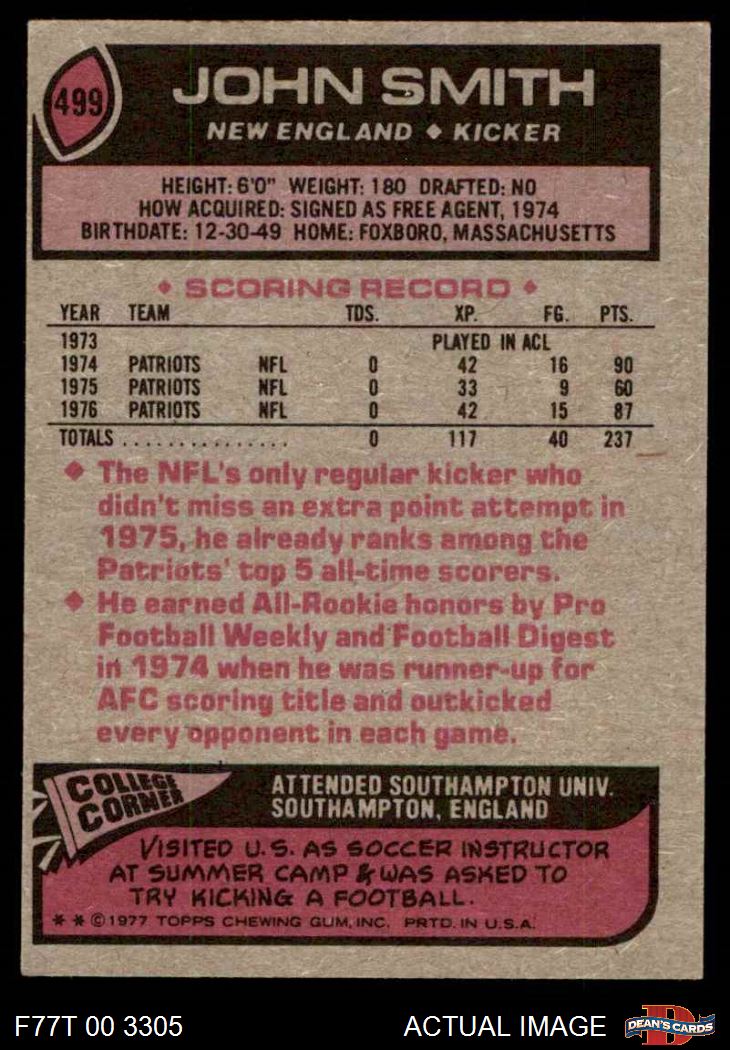 499
JOHN SMITH
NEW ENGLAND ♦ KICKER
HEIGHT: 6'0" WEIGHT: 180 DRAFTED: NO
HOW ACQUIRED: SIGNED AS FREE AGENT, 1974
BIRTHDATE: 12-30-49 HOME: FOXBORO, MASSACHUSETTS
♦ SCORING RECORD ♦
YEAR TEAM TDS. XP. FG. PTS.
1973 PLAYED IN ACL
1974 PATRIOTS NFL 0 42 16 90
1975 PATRIOTS NFL 0 33 9 60
1976 PATRIOTS NFL 0 42 15 87
TOTALS ............... 0 117 40 237
♦ The NFL's only regular kicker who
didn't miss an extra point attempt in
1975, he already ranks among the
Patriots' top 5 all-time scorers.
♦ He earned All-Rookie honors by Pro
Football Weekly and Football Digest
in 1974 when he was runner-up for
AFC scoring title and outkicked
every opponent in each game.
COLLEGE
CORNER
ATTENDED SOUTHAMPTON UNIV.
SOUTHAMPTON, ENGLAND
VISITED U.S. AS SOCCER INSTRUCTOR
AT SUMMER CAMP & WAS ASKED TO
TRY KICKING A FOOTBALL.
* * © 1977 TOPPS CHEWING GUM, INC. PRTD. IN U.S.A.
F77T 00 3305
ACTUAL IMAGE
D
DEAN'S CARDS